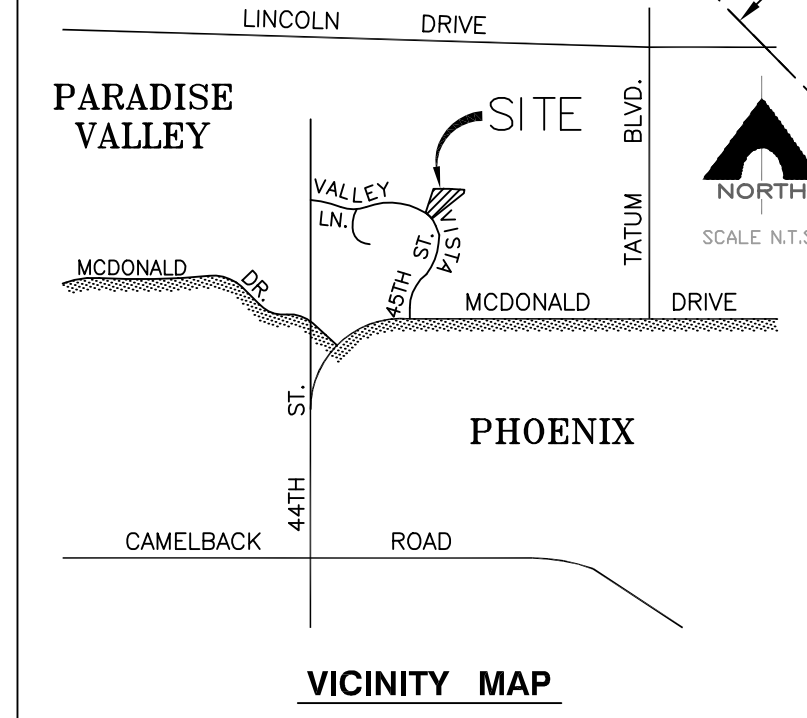 LINCOLN DRIVE
PARADISE
VALLEY
SITE
TATUM BLVD.
NORTH
SCALE N.T.S
VALLEY VISTA
LN.
45TH ST.
MCDONALD DR.
MCDONALD DRIVE
44TH ST.
PHOENIX
CAMELBACK ROAD
VICINITY MAP